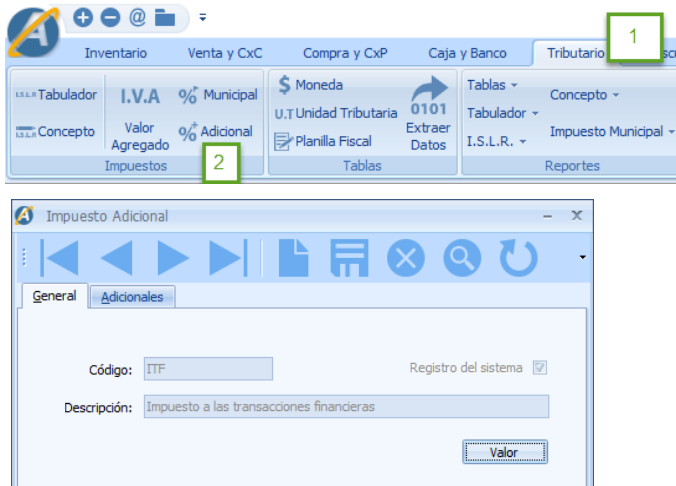 @
1
Inventario Venta y CxC Compra y CxP Caja y Banco Tributario
I.S.L.R Tabulador I.V.A % Municipal $ Moneda 0101 Tablas Concepto
I.S.L.R Concepto Valor Agregado % Adicional U.T Unidad Tributaria Extraer Datos Tabulador Impuesto Municipal
Planilla Fiscal I.S.L.R.
Impuestos 2 Tablas Reportes
Impuesto Adicional
General Adicionales
Código: ITF Registro del sistema
Descripción: Impuesto a las transacciones financieras
Valor